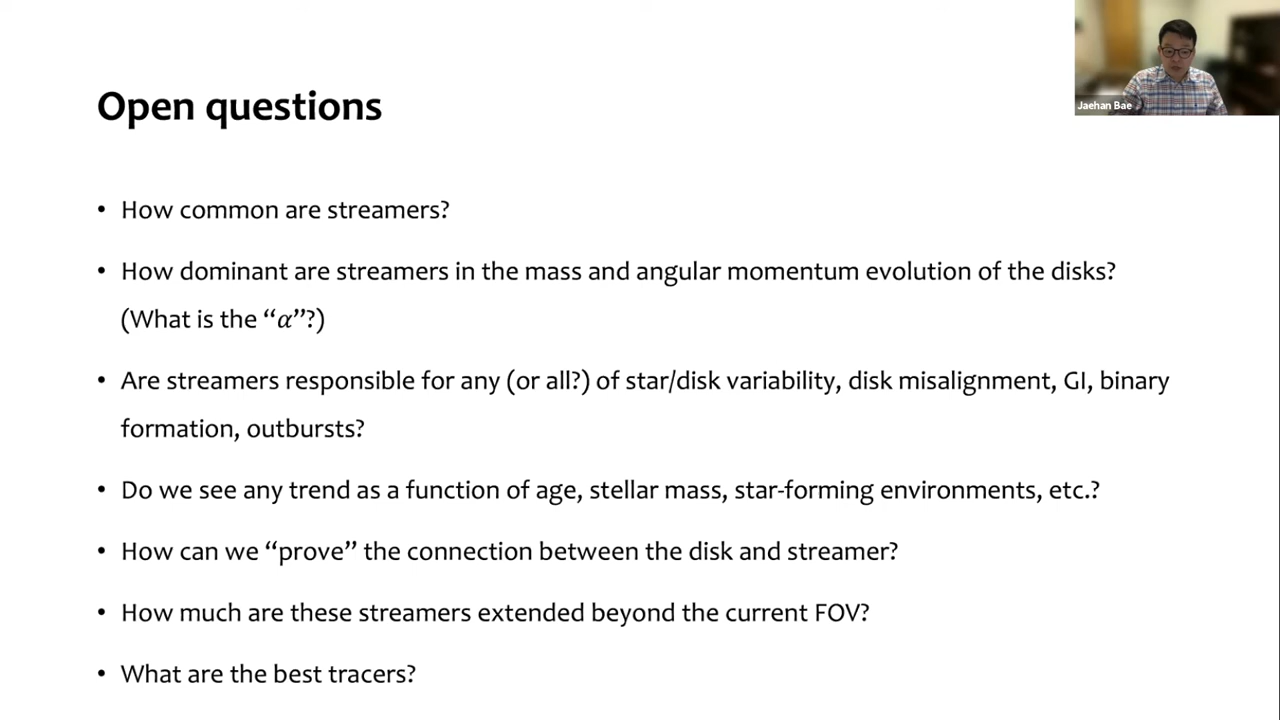 Jaehan Bae
Open questions
• How common are streamers?
• How dominant are streamers in the mass and angular momentum evolution of the disks?
(What is the “α”?)
• Are streamers responsible for any (or all?) of star/disk variability, disk misalignment, GI, binary
formation, outbursts?
• Do we see any trend as a function of age, stellar mass, star-forming environments, etc.?
• How can we “prove” the connection between the disk and streamer?
• How much are these streamers extended beyond the current FOV?
• What are the best tracers?